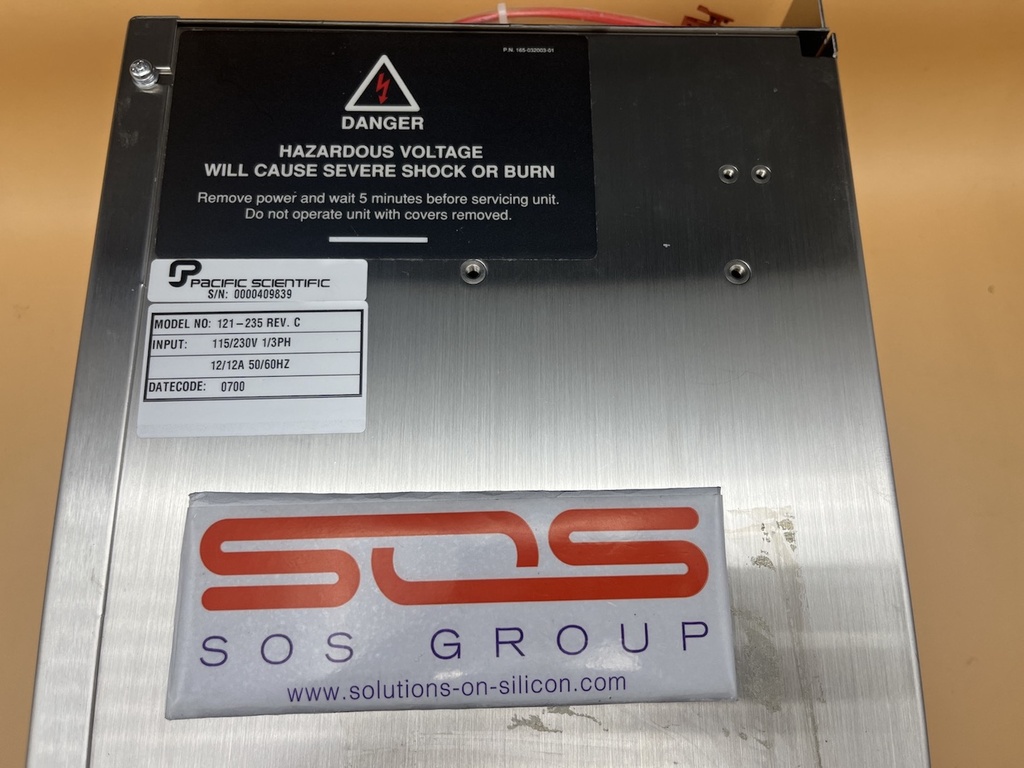 P.N. 165-032003-01
DANGER
HAZARDOUS VOLTAGE
WILL CAUSE SEVERE SHOCK OR BURN
Remove power and wait 5 minutes before servicing unit.
Do not operate unit with covers removed.
PACIFIC SCIENTIFIC
S/N: 0000409839
MODEL NO: 121-235 REV. C
INPUT: 115/230V 1/3PH
12/12A 50/60HZ
DATECODE: 0700
SOS
SOS GROUP
www.solutions-on-silicon.com